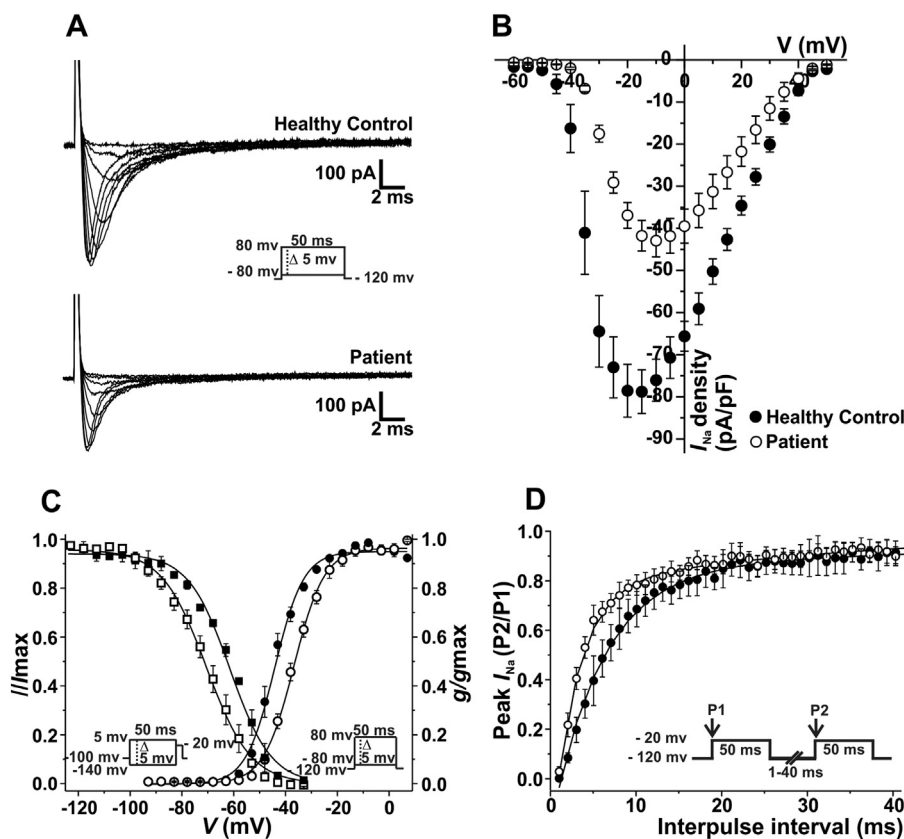 A
Healthy Control
100 pA
2 ms
50 ms
80 mv
Δ 5 mv
- 80 mv
- 120 mv
Patient
100 pA
2 ms
B
V (mV)
-60 -40 -20 0 20 40
0
-10
-20
-30
-40
-50
-60
-70
-80
-90
INa density
(pA/pF)
Healthy Control
Patient
C
I/Imax
1.0
0.8
0.6
0.4
0.2
0.0
g/gmax
1.0
0.8
0.6
0.4
0.2
0.0
50 ms
5 mv
Δ
5 mv
- 20 mv
-100 mv
-140mv
50 ms
80 mv
Δ
5 mv
-80 mv
120 mv
-120 -100 -80 -60 -40 -20 0
V (mV)
D
Peak INa (P2/P1)
1.0
0.8
0.6
0.4
0.2
0.0
P1 P2
- 20 mv
- 120 mv
50 ms 50 ms
1-40 ms
0 10 20 30 40
Interpulse interval (ms)